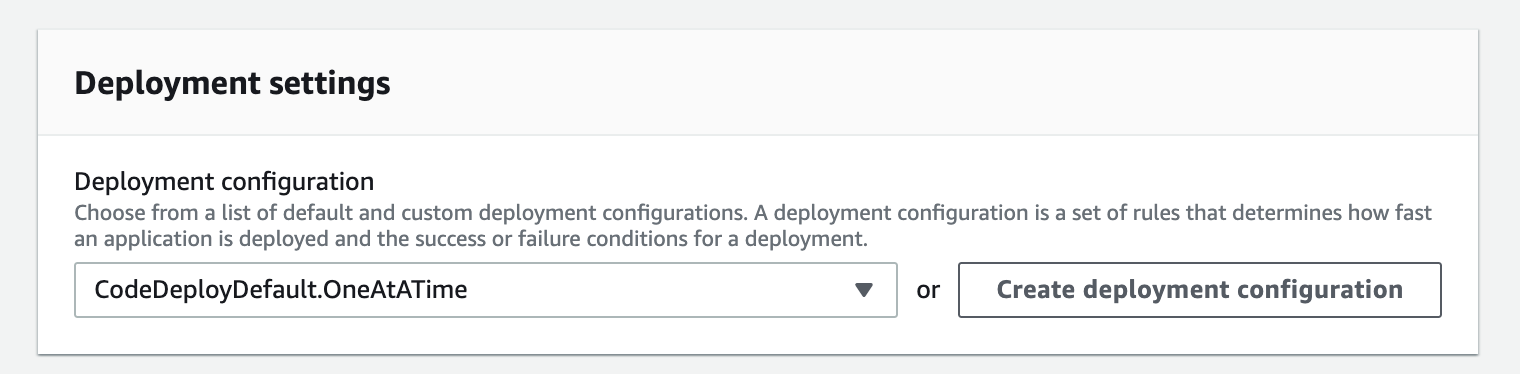 Deployment settings
Deployment configuration
Choose from a list of default and custom deployment configurations. A deployment configuration is a set of rules that determines how fast
an application is deployed and the success or failure conditions for a deployment.
CodeDeployDefault.OneAtATime or Create deployment configuration